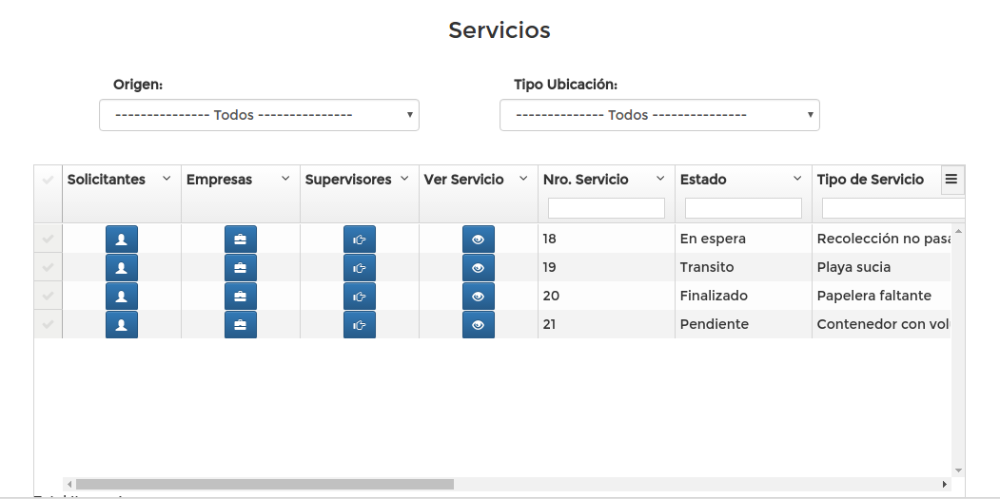 Servicios
Origen: Tipo Ubicación:
--------------- Todos --------------- -------------- Todos ---------------
Solicitantes Empresas Supervisores Ver Servicio Nro. Servicio Estado Tipo de Servicio
18 En espera Recolección no pasa
19 Transito Playa sucia
20 Finalizado Papelera faltante
21 Pendiente Contenedor con vol